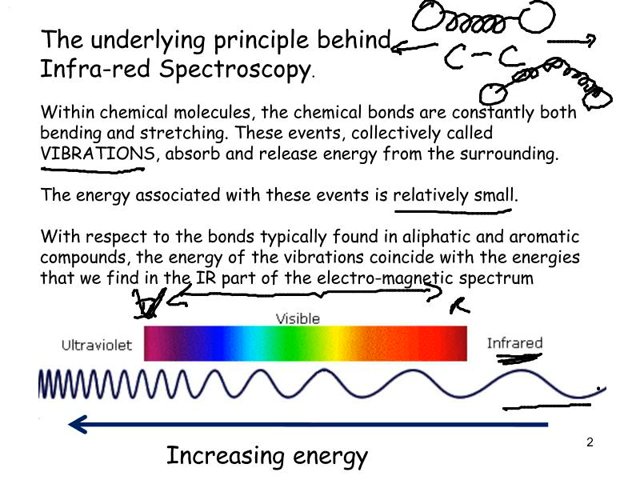 The underlying principle behind
Infra-red Spectroscopy.
C - C
Within chemical molecules, the chemical bonds are constantly both
bending and stretching. These events, collectively called
VIBRATIONS, absorb and release energy from the surrounding.
The energy associated with these events is relatively small.
With respect to the bonds typically found in aliphatic and aromatic
compounds, the energy of the vibrations coincide with the energies
that we find in the IR part of the electro-magnetic spectrum
R
Visible
Ultraviolet
Infrared
Increasing energy
2